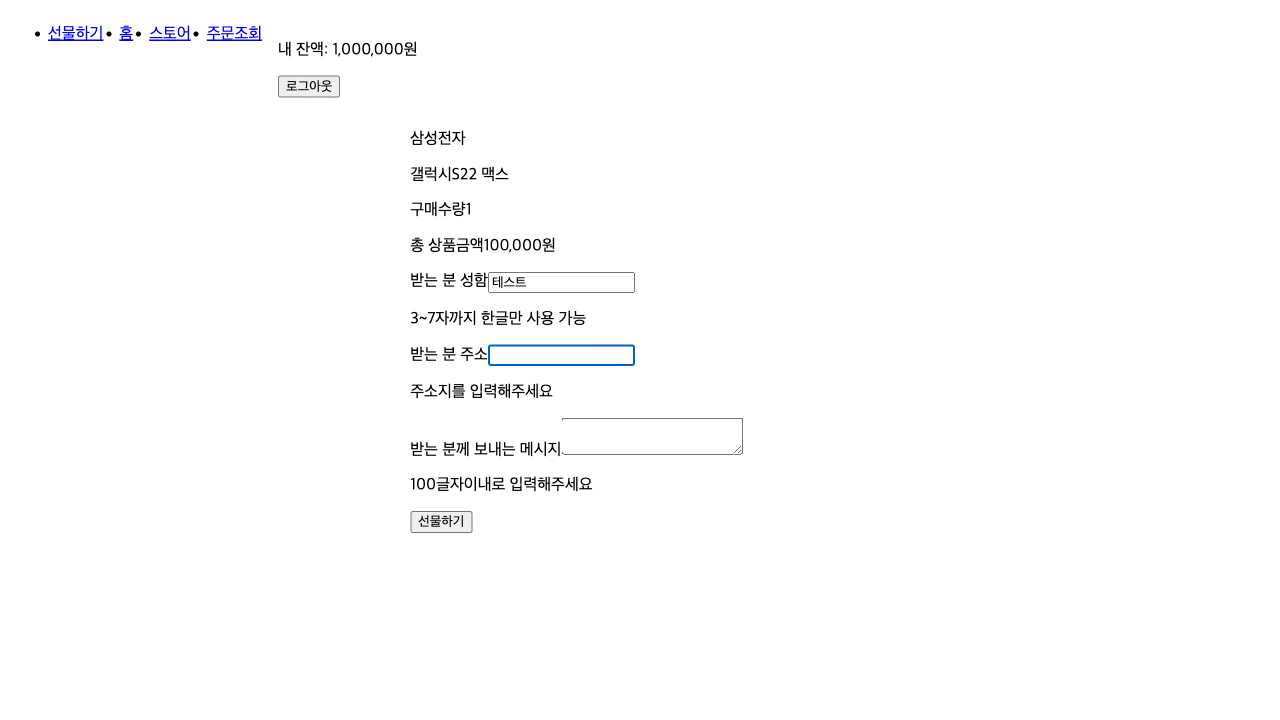 선물하기 홈 스토어 주문조회
내 잔액: 1,000,000원
로그아웃
삼성전자
갤럭시S22 맥스
구매수량1
총 상품금액100,000원
받는 분 성함 테스트
3~7자까지 한글만 사용 가능
받는 분 주소
주소지를 입력해주세요
받는 분께 보내는 메시지
100글자이내로 입력해주세요
선물하기